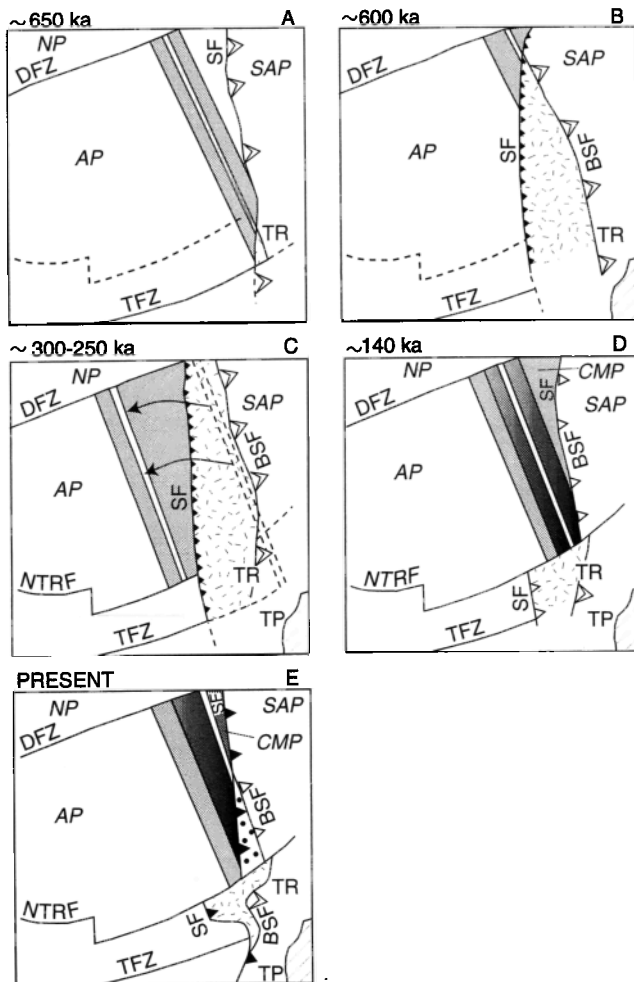 ~650 ka A
NP
DFZ
SF
SAP
AP
TR
TFZ
~600 ka B
NP
DFZ
SAP
AP
SF
BSF
TR
TFZ
~300-250 ka C
NP
DFZ
SAP
BSF
AP
SF
NTRF
TR
TFZ
TP
~140 ka D
NP
SF
CMP
DFZ
SAP
BSF
AP
NTRF
TR
SF
TP
TFZ
PRESENT E
NP
SF
SAP
DFZ
CMP
AP
BSF
TR
NTRF
SF
BSF
TFZ
TP